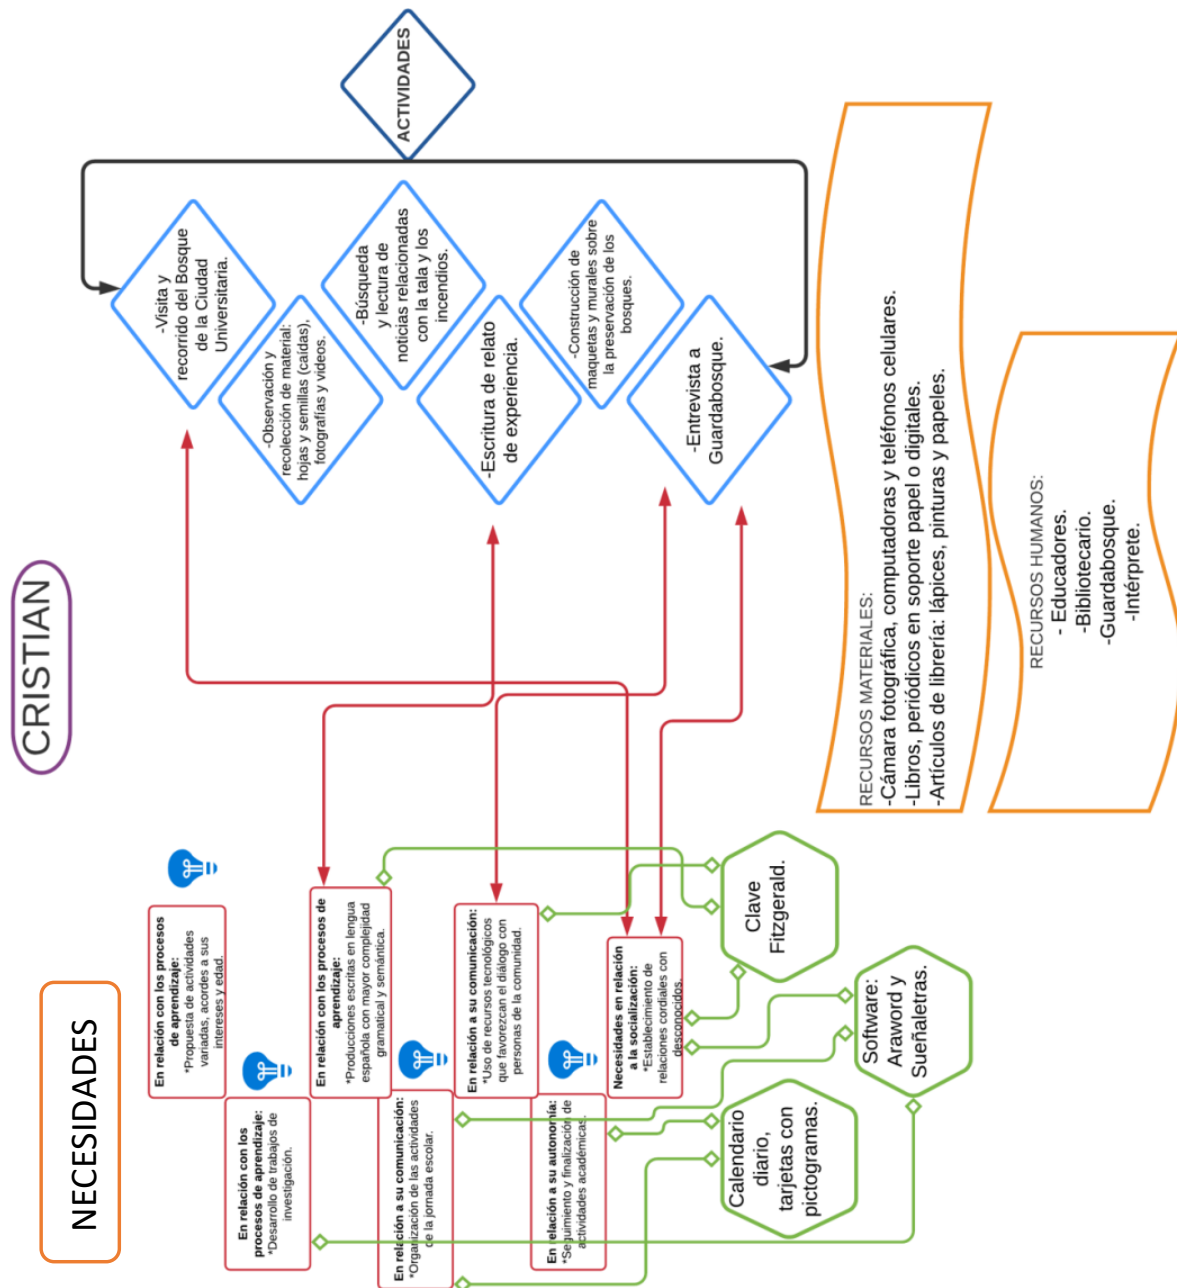 CRISTIAN
NECESIDADES
En relación con los procesos
de aprendizaje:
*Propuesta de actividades
variadas, acordes a sus
intereses y edad.
En relación con los
procesos de aprendizaje:
*Desarrollo de trabajos de
investigación.
En relación con los procesos de
aprendizaje:
*Producciones escritas en lengua
española con mayor complejidad
gramatical y semántica.
En relación a su comunicación:
*Organización de las actividades
de la jornada escolar.
En relación a su comunicación:
*Uso de recursos tecnológicos
que favorezcan el diálogo con
personas de la comunidad.
En relación a su autonomía:
*Seguimiento y finalización de
actividades académicas.
Necesidades en relación
a la socialización:
*Establecimiento de
relaciones cordiales con
desconocidos.
Calendario
diario,
tarjetas con
pictogramas.
Software:
Araword y
Sueñaletras.
Clave
Fitzgerald.
ACTIVIDADES
-Visita y
recorrido del Bosque
de la Ciudad
Universitaria.
-Observación y
recolección de material:
hojas y semillas (caídas),
fotografías y videos.
-Búsqueda
y lectura de
noticias relacionadas
con la tala y los
incendios.
-Escritura de relato
de experiencia.
-Construcción de
maquetas y murales sobre
la preservación de los
bosques.
-Entrevista a
Guardabosque.
RECURSOS MATERIALES:
-Cámara fotográfica, computadoras y teléfonos celulares.
-Libros, periódicos en soporte papel o digitales.
-Artículos de librería: lápices, pinturas y papeles.
RECURSOS HUMANOS:
- Educadores.
-Bibliotecario.
-Guardabosque.
-Intérprete.